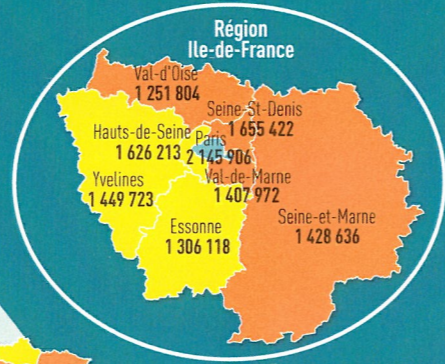 Région
Ile-de-France
Val-d'Oise
1 251 804
Seine-St-Denis
1 655 422
Hauts-de-Seine
1 626 213
Paris
2 145 906
Yvelines
1 449 723
Val-de-Marne
1 407 972
Essonne
1 306 118
Seine-et-Marne
1 428 636